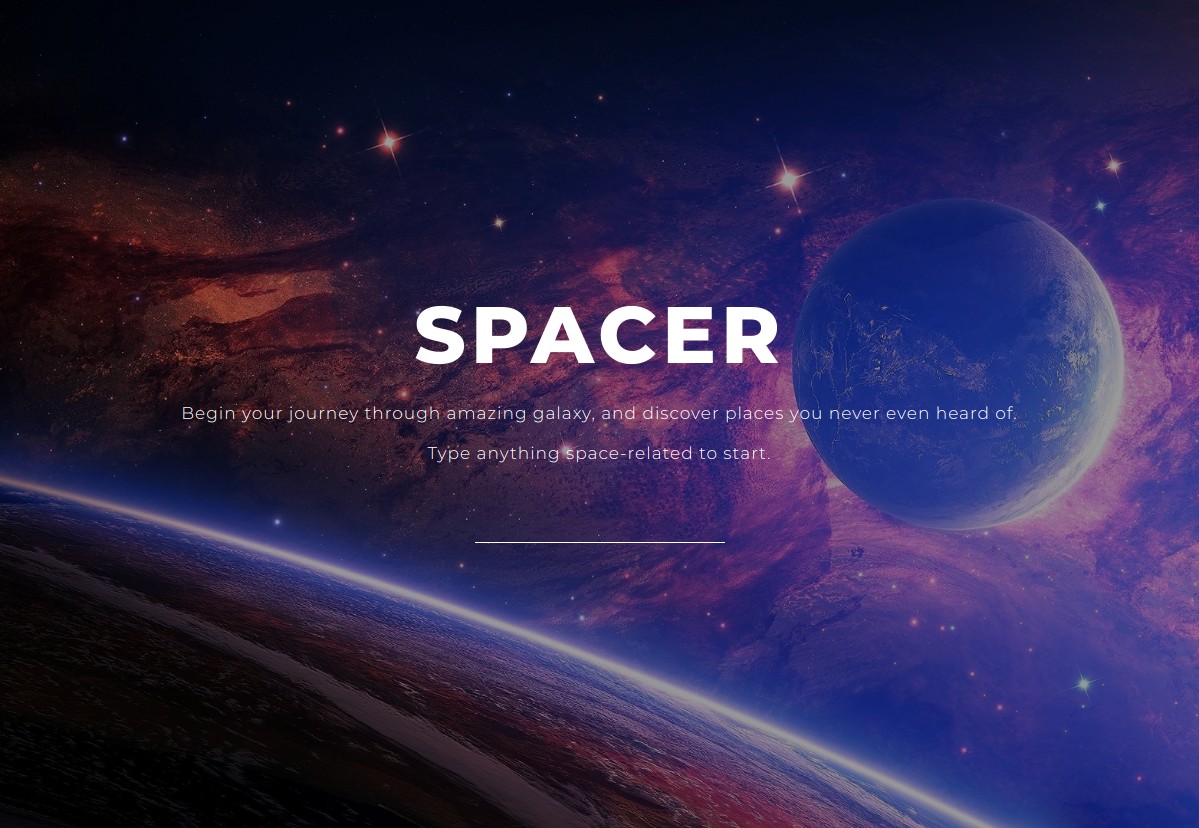 SPACER
Begin your journey through amazing galaxy, and discover places you never even heard of.
Type anything space-related to start.